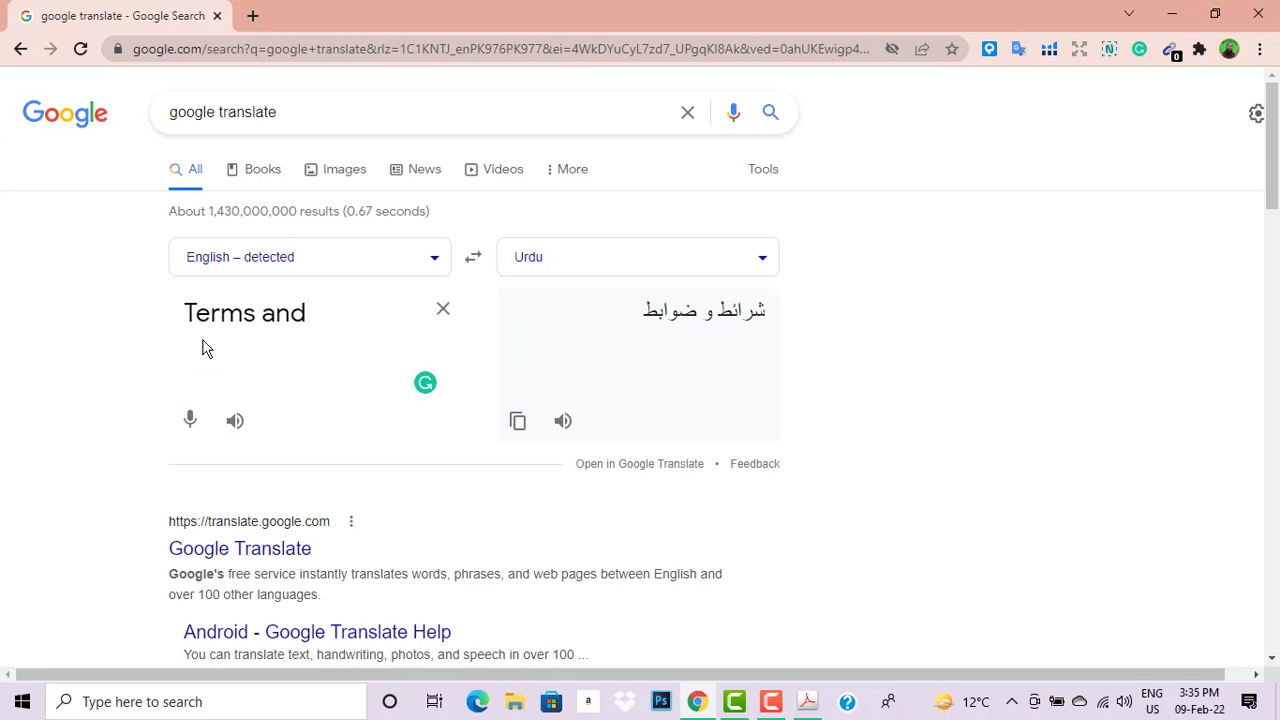 google translate - Google Search
google.com/search?q=google+translate&rlz=1C1KNTJ_enPK976PK977&ei=4WkDYuCyL7zd7_UPgqKI8Ak&ved=0ahUKEwigp4...
0
Google
google translate
All
Books
Images
News
Videos
More
Tools
About 1,430,000,000 results (0.67 seconds)
English – detected
Urdu
Terms and
شرائط و ضوابط
Open in Google Translate • Feedback
https://translate.google.com
Google Translate
Google's free service instantly translates words, phrases, and web pages between English and
over 100 other languages.
Android - Google Translate Help
You can translate text, handwriting, photos, and speech in over 100 ...
Type here to search
a
Ps
12°C
ENG
US
3:35 PM
09-Feb-22